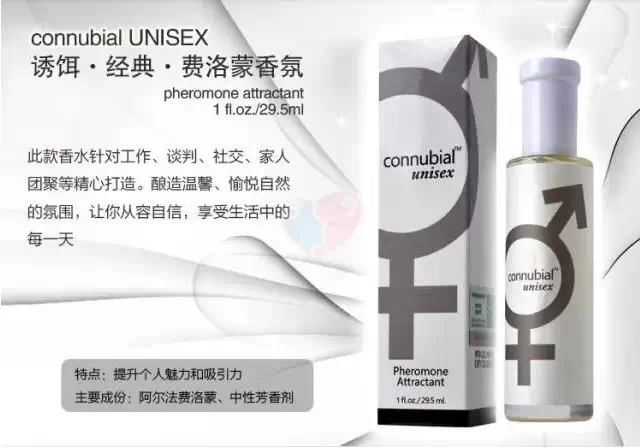 connubial UNISEX
诱饵·经典·费洛蒙香氛
pheromone attractant
1 fl.oz./29.5ml
此款香水针对工作、谈判、社交、家人
团聚等精心打造。酿造温馨、愉悦自然
的氛围，让你从容自信，享受生活中的
每一天
特点：提升个人魅力和吸引力
主要成份：阿尔法费洛蒙、中性芳香剂
connubial™
unisex
Pheromone
Attractant
1 fl.oz./29.5 ml.
connubial™
unisex